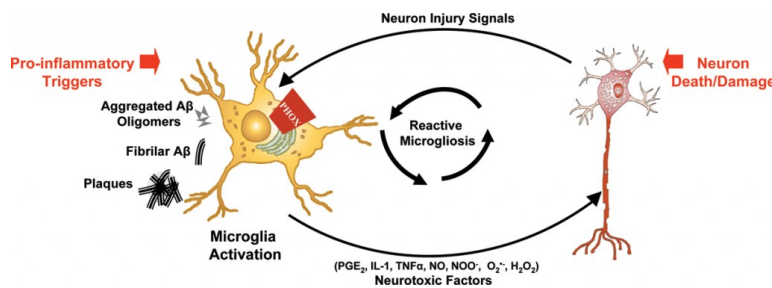 Neuron Injury Signals
Pro-inflammatory
Triggers
Neuron
Death/Damage
Aggregated Aβ
Oligomers
PHOX
Reactive
Microgliosis
Fibrilar Aβ
Plaques
Microglia
Activation
(PGE₂, IL-1, TNFα, NO, NOO⁻, O₂•⁻, H₂O₂)
Neurotoxic Factors